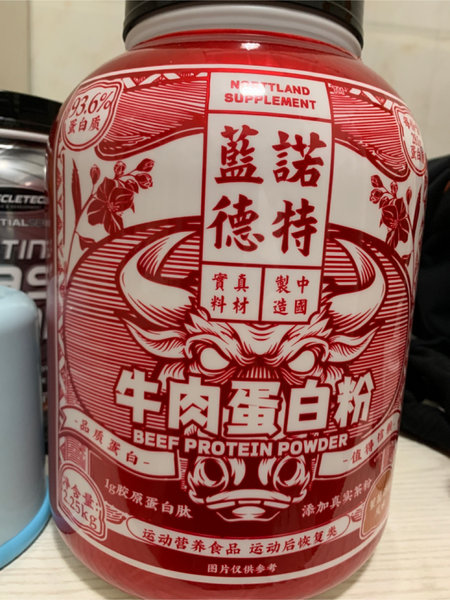 NORTTLAND
SUPPLEMENT
93.6%
蛋白质
諾特
藍德
中國
製造
真材
實料
牛肉蛋白粉
BEEF PROTEIN POWDER
-品质蛋白-
1g胶原蛋白肽
添加真实茶粉
净含量:
2.25Kg
运动营养食品 运动后恢复类
图片仅供参考